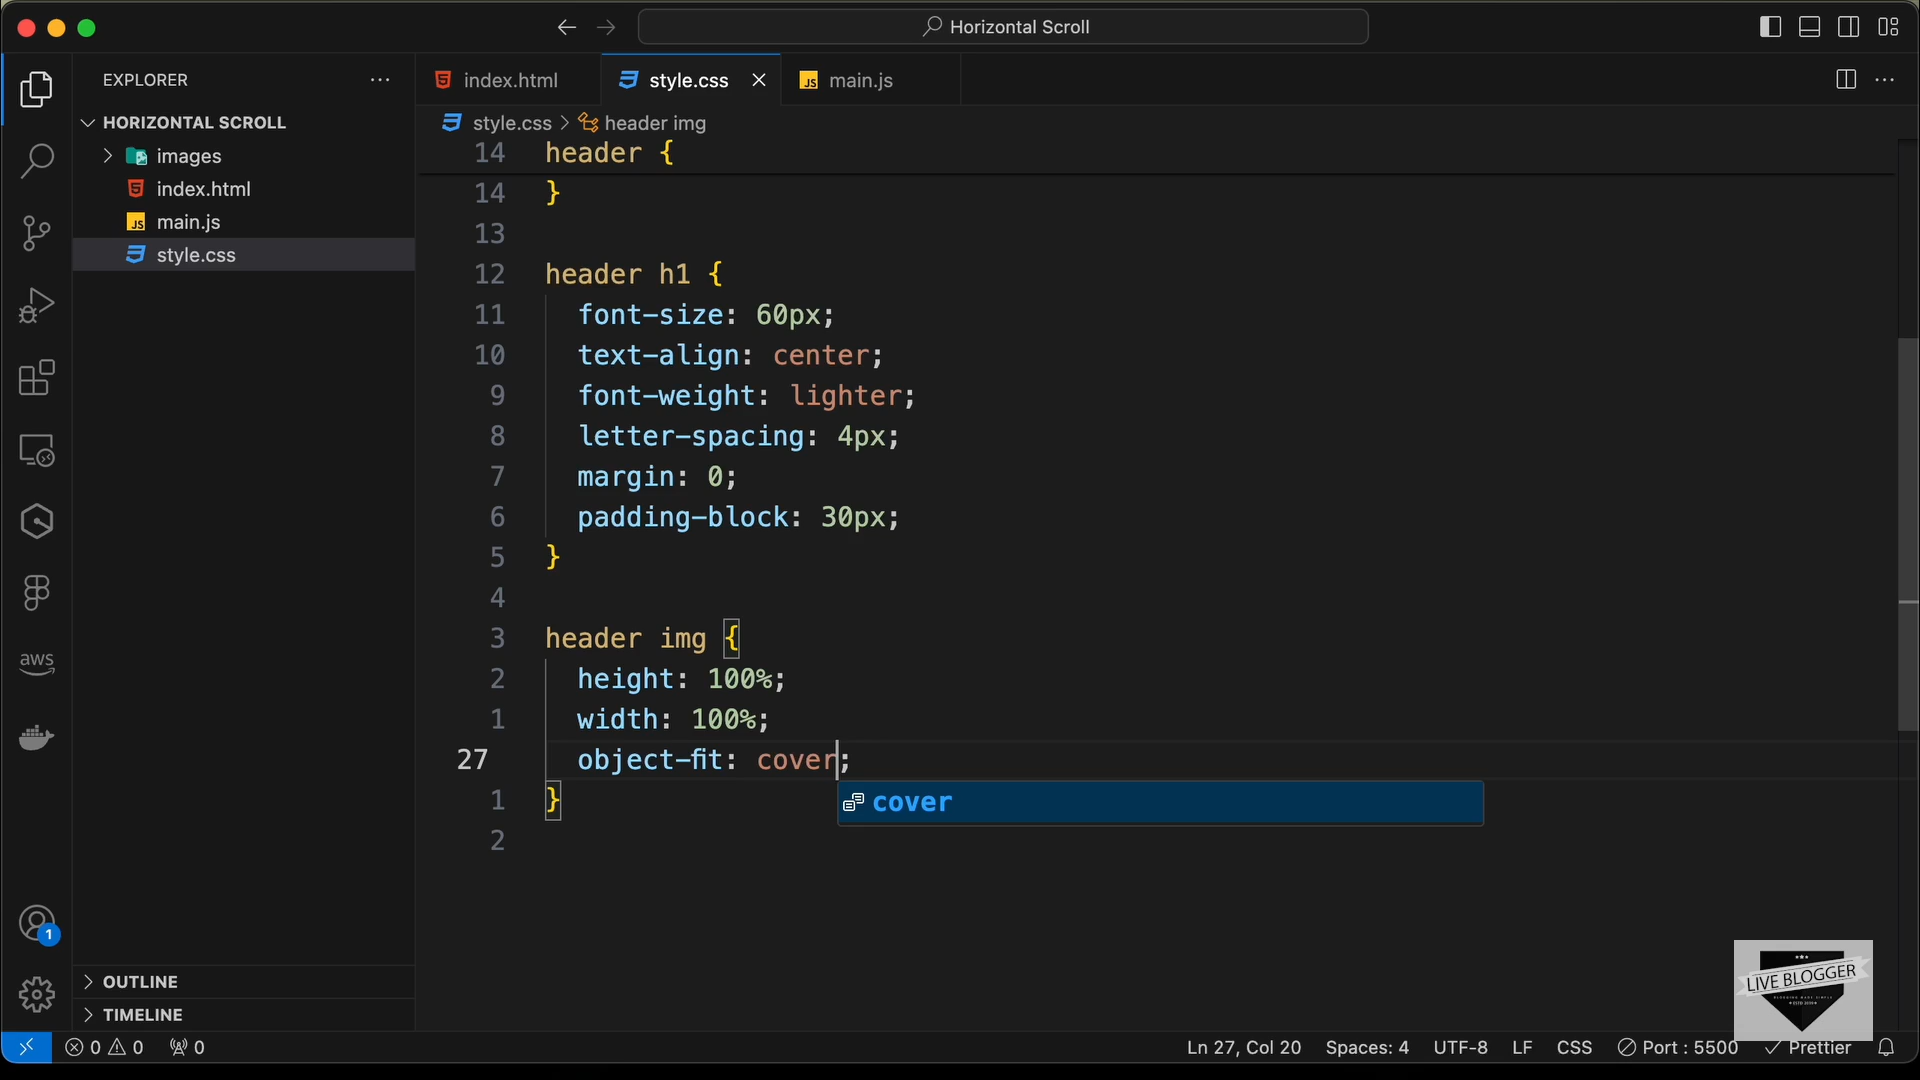 Horizontal Scroll
EXPLORER
HORIZONTAL SCROLL
images
index.html
main.js
style.css
OUTLINE
TIMELINE
aws
1
index.html
style.css
main.js
style.css > header img
14 header {
14 }
13
12 header h1 {
11 font-size: 60px;
10 text-align: center;
9 font-weight: lighter;
8 letter-spacing: 4px;
7 margin: 0;
6 padding-block: 30px;
5 }
4
3 header img {
2 height: 100%;
1 width: 100%;
27 object-fit: cover;
cover
1 }
2
LIVE BLOGGER
0 0 0
Ln 27, Col 20 Spaces: 4 UTF-8 LF CSS Port : 5500 Prettier